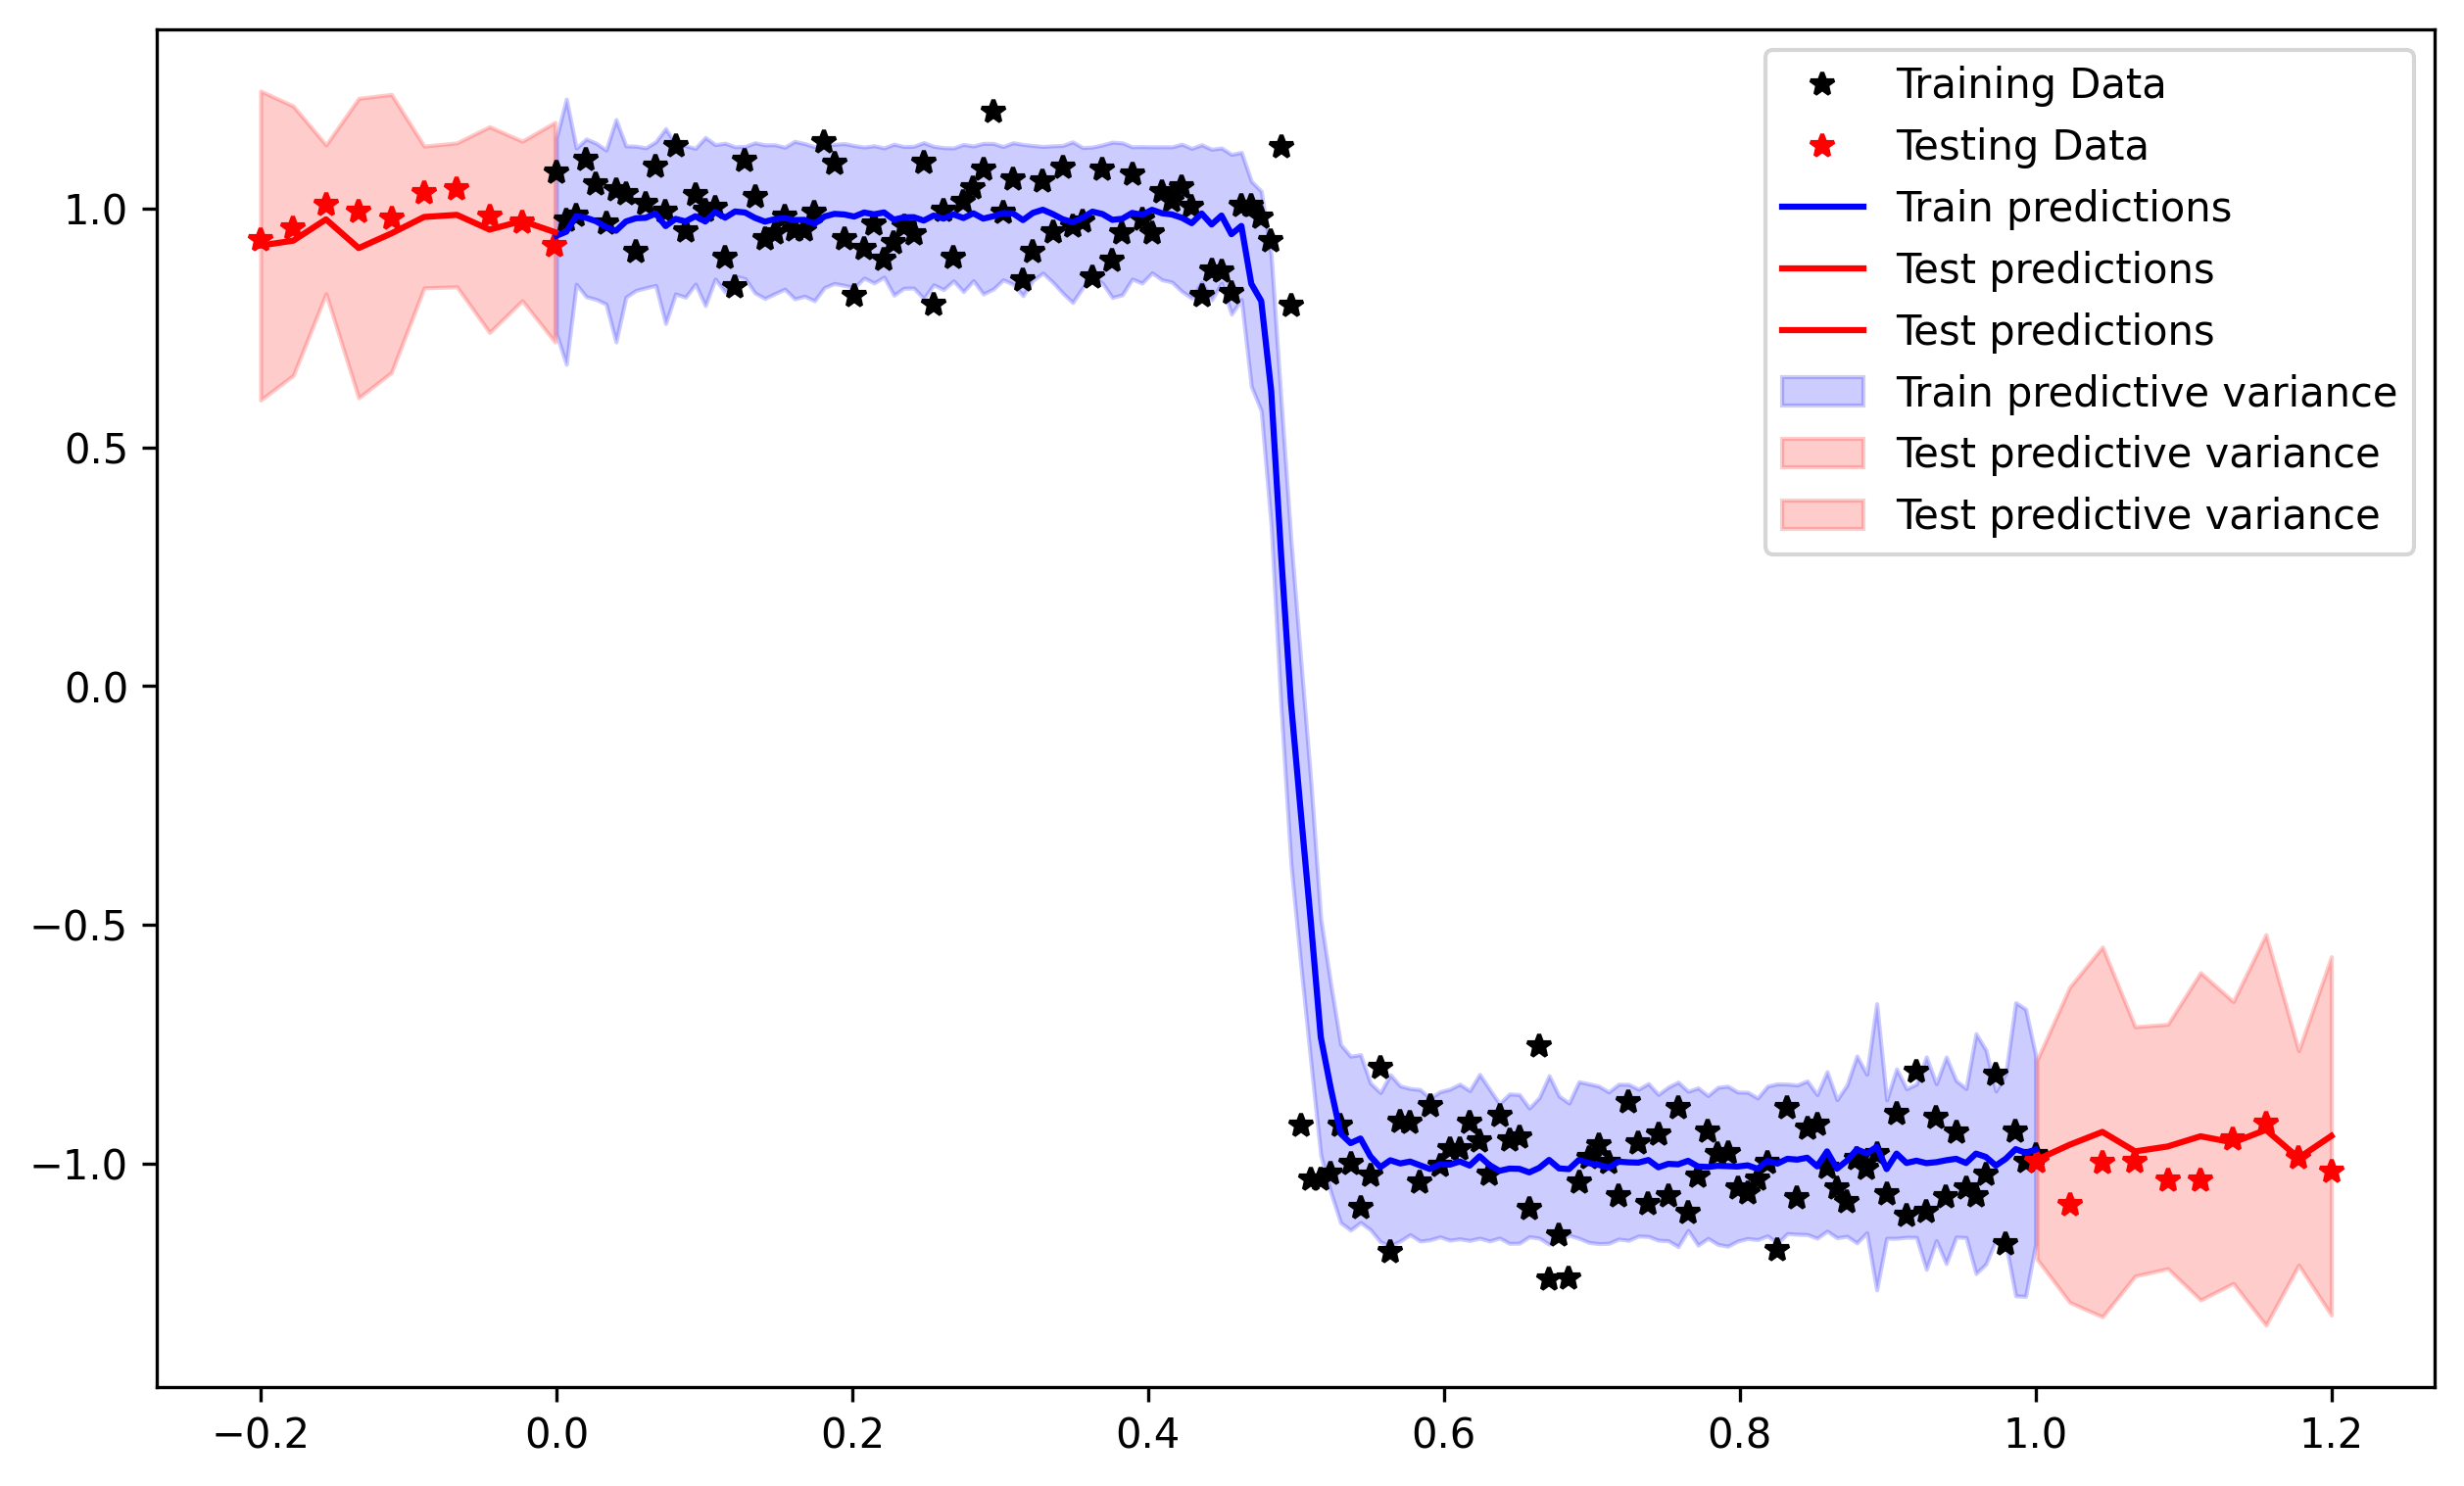 Training Data
Testing Data
Train predictions
Test predictions
Test predictions
Train predictive variance
Test predictive variance
Test predictive variance
1.0
0.5
0.0
−0.5
−1.0
−0.2 0.0 0.2 0.4 0.6 0.8 1.0 1.2